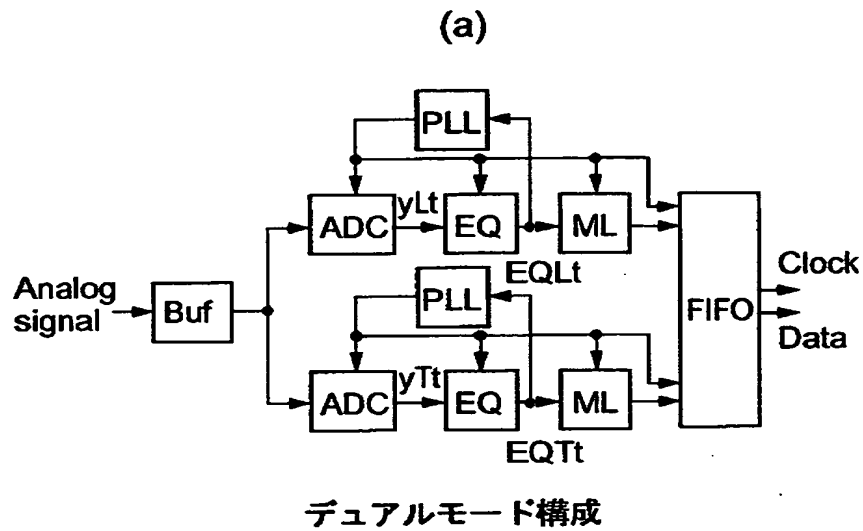 (a)
PLL
ADC
yLt
EQ
ML
EQLt
Analog
signal
Buf
PLL
FIFO
Clock
Data
ADC
yTt
EQ
ML
EQTt
デュアルモード構成